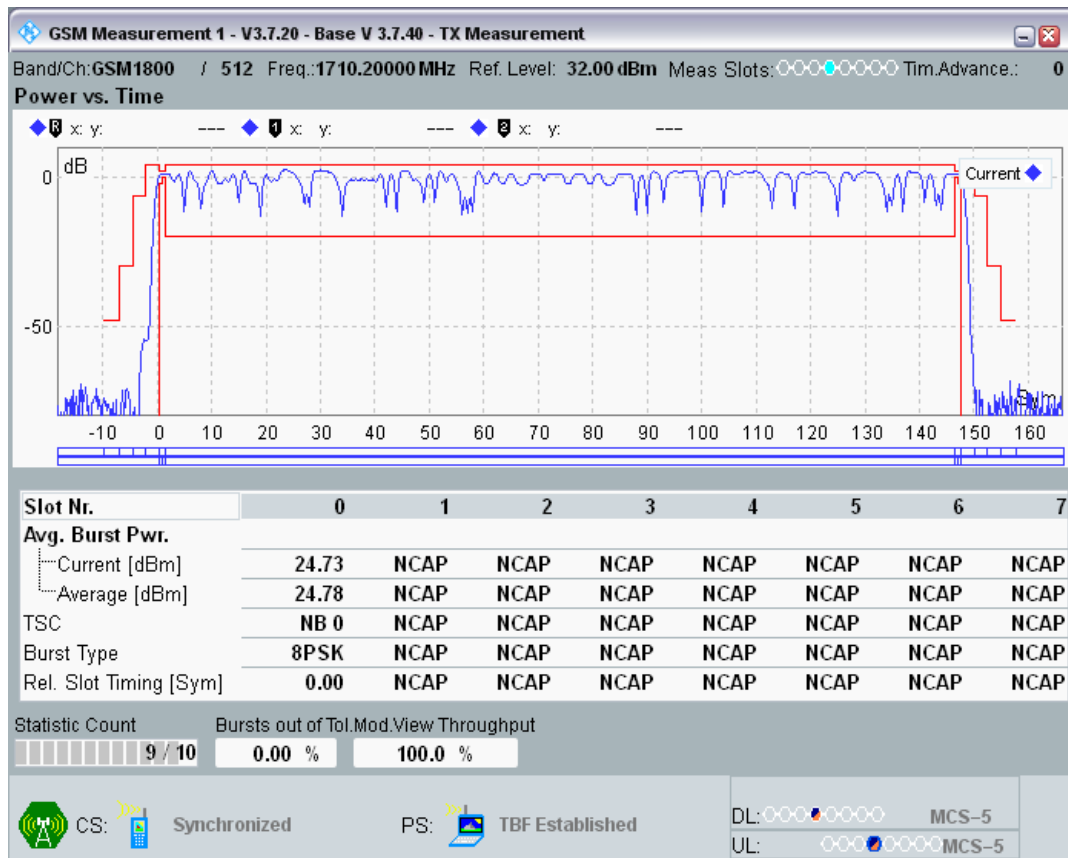 GSM Measurement 1 - V3.7.20 - Base V 3.7.40 - TX Measurement
Band/Ch:GSM1800 / 512 Freq.:1710.20000 MHz Ref. Level: 32.00 dBm Meas Slots: Tim.Advance.: 0
Power vs. Time
R x: y: --- 1 x: y: --- 2 x: y: ---
dB
0
Current
-50
Sym
-10 0 10 20 30 40 50 60 70 80 90 100 110 120 130 140 150 160
Slot Nr. 0 1 2 3 4 5 6 7
Avg. Burst Pwr.
Current [dBm] 24.73 NCAP NCAP NCAP NCAP NCAP NCAP NCAP
Average [dBm] 24.78 NCAP NCAP NCAP NCAP NCAP NCAP NCAP
TSC NB 0 NCAP NCAP NCAP NCAP NCAP NCAP NCAP
Burst Type 8PSK NCAP NCAP NCAP NCAP NCAP NCAP NCAP
Rel. Slot Timing [Sym] 0.00 NCAP NCAP NCAP NCAP NCAP NCAP NCAP
Statistic Count Bursts out of Tol.Mod.View Throughput
9 / 10 0.00 % 100.0 %
CS: Synchronized PS: TBF Established
DL: MCS-5
UL: MCS-5